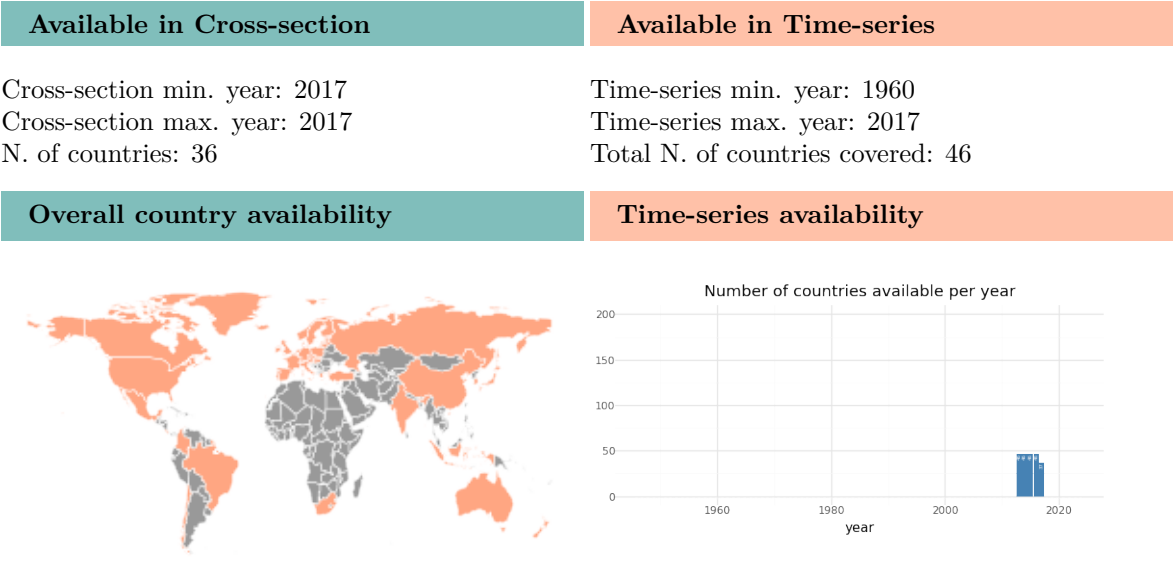 Available in Cross-section
Available in Time-series
Cross-section min. year: 2017
Cross-section max. year: 2017
N. of countries: 36
Time-series min. year: 1960
Time-series max. year: 2017
Total N. of countries covered: 46
Overall country availability
Time-series availability
Number of countries available per year
200
150
100
50
0
1960
1980
2000
2020
year